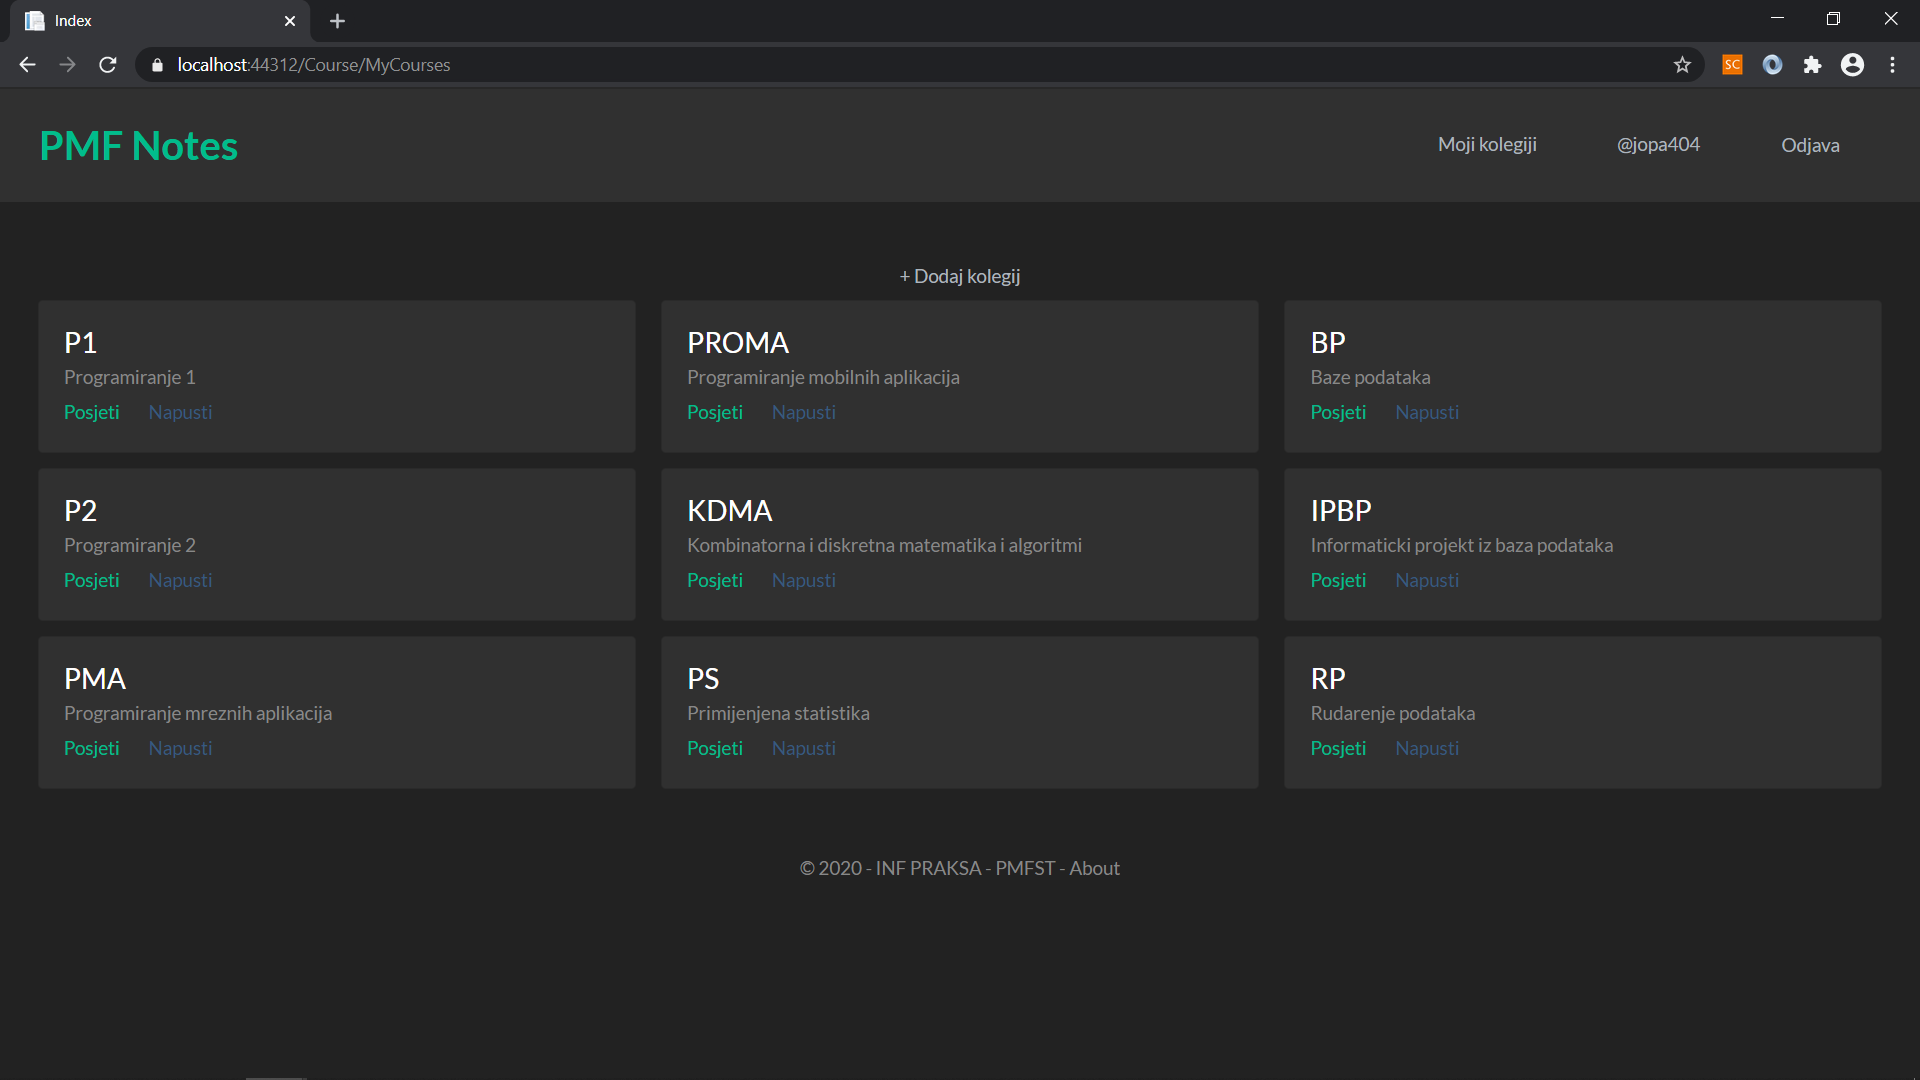 Index
localhost:44312/Course/MyCourses
SC
PMF Notes
Moji kolegiji
@jopa404
Odjava
+ Dodaj kolegij
P1
Programiranje 1
Posjeti Napusti
PROMA
Programiranje mobilnih aplikacija
Posjeti Napusti
BP
Baze podataka
Posjeti Napusti
P2
Programiranje 2
Posjeti Napusti
KDMA
Kombinatorna i diskretna matematika i algoritmi
Posjeti Napusti
IPBP
Informaticki projekt iz baza podataka
Posjeti Napusti
PMA
Programiranje mreznih aplikacija
Posjeti Napusti
PS
Primijenjena statistika
Posjeti Napusti
RP
Rudarenje podataka
Posjeti Napusti
© 2020 - INF PRAKSA - PMFST - About